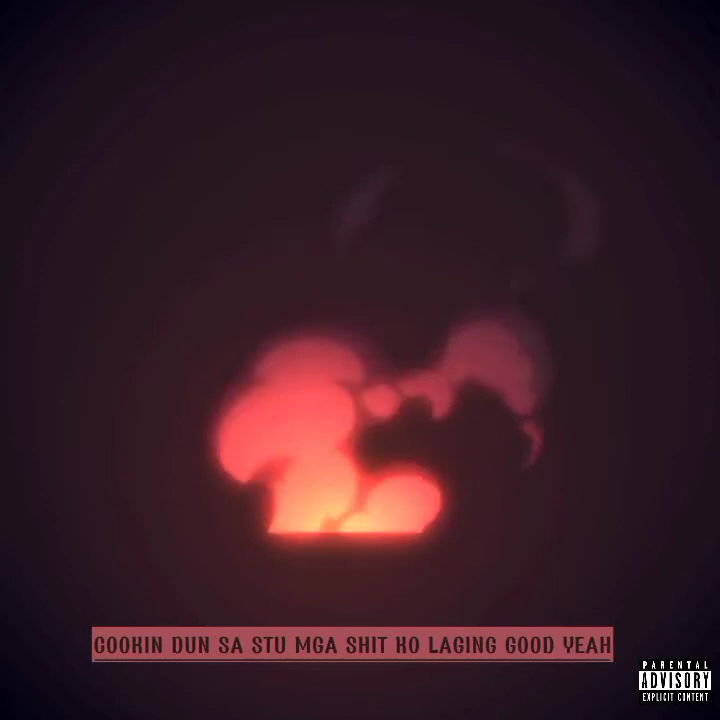 COOKIN DUN SA STU MGA SHIT KO LAGING GOOD YEAH
PARENTAL
ADVISORY
EXPLICIT CONTENT